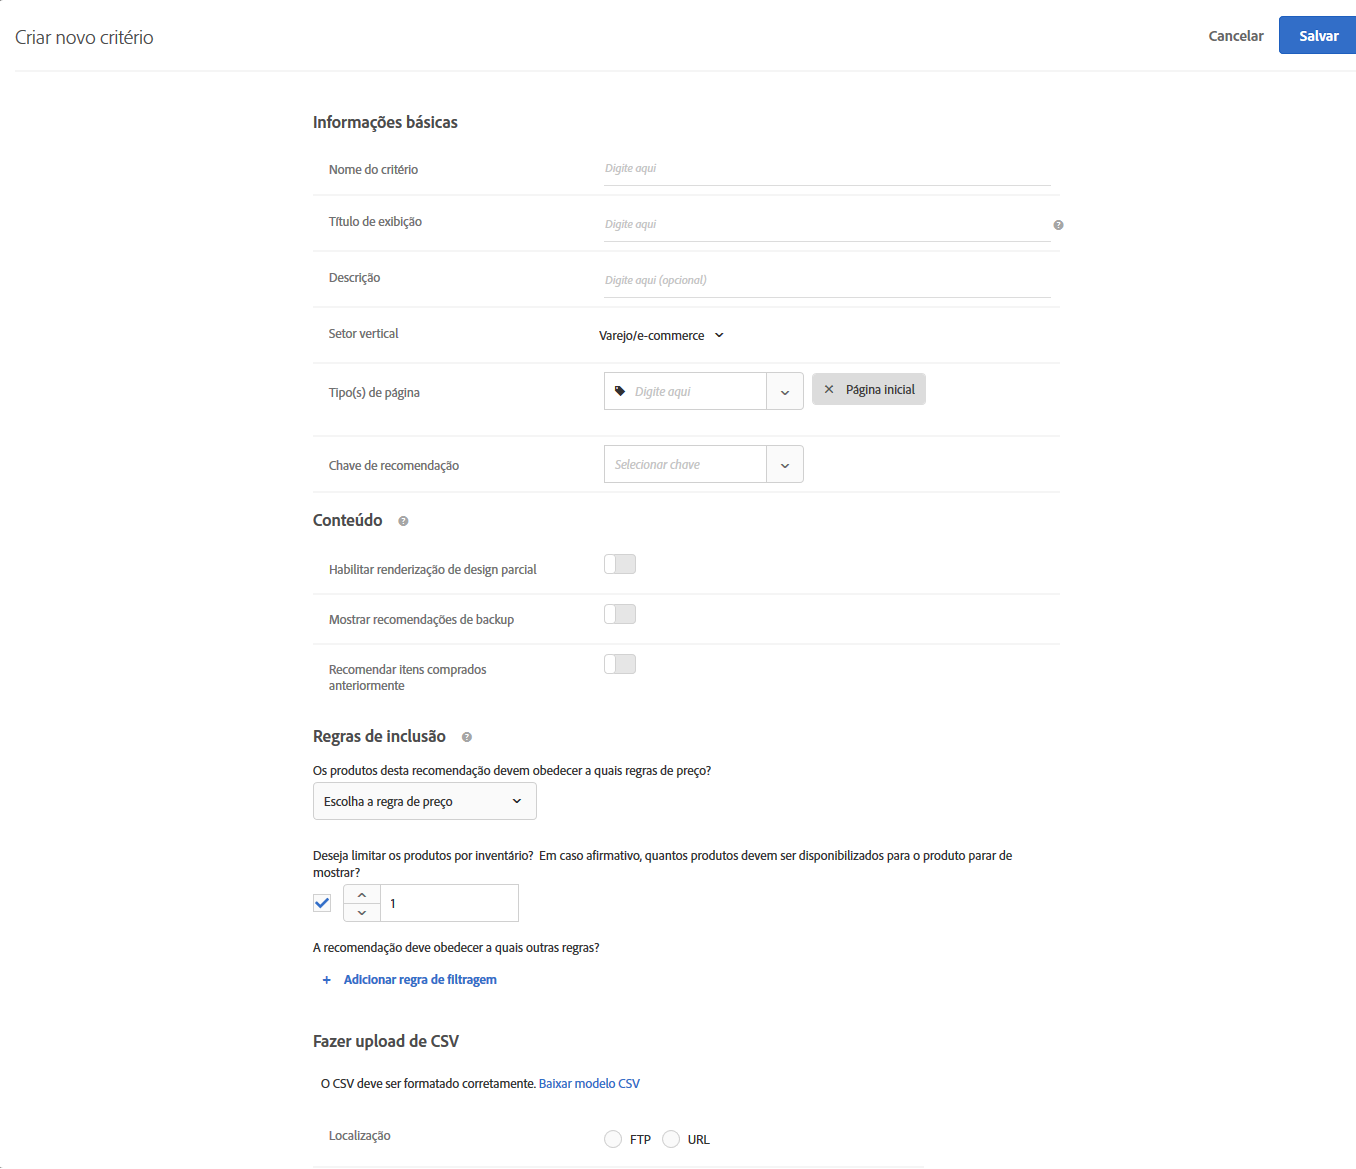 Criar novo critério
Cancelar
Salvar
Informações básicas
Nome do critério
Digite aqui
Título de exibição
Digite aqui
?
Descrição
Digite aqui (opcional)
Setor vertical
Varejo/e-commerce
Tipo(s) de página
Digite aqui
Página inicial
Chave de recomendação
Selecionar chave
Conteúdo
?
Habilitar renderização de design parcial
Mostrar recomendações de backup
Recomendar itens comprados
anteriormente
Regras de inclusão
?
Os produtos desta recomendação devem obedecer a quais regras de preço?
Escolha a regra de preço
Deseja limitar os produtos por inventário? Em caso afirmativo, quantos produtos devem ser disponibilizados para o produto parar de
mostrar?
1
A recomendação deve obedecer a quais outras regras?
+ Adicionar regra de filtragem
Fazer upload de CSV
O CSV deve ser formatado corretamente. Baixar modelo CSV
Localização
FTP
URL